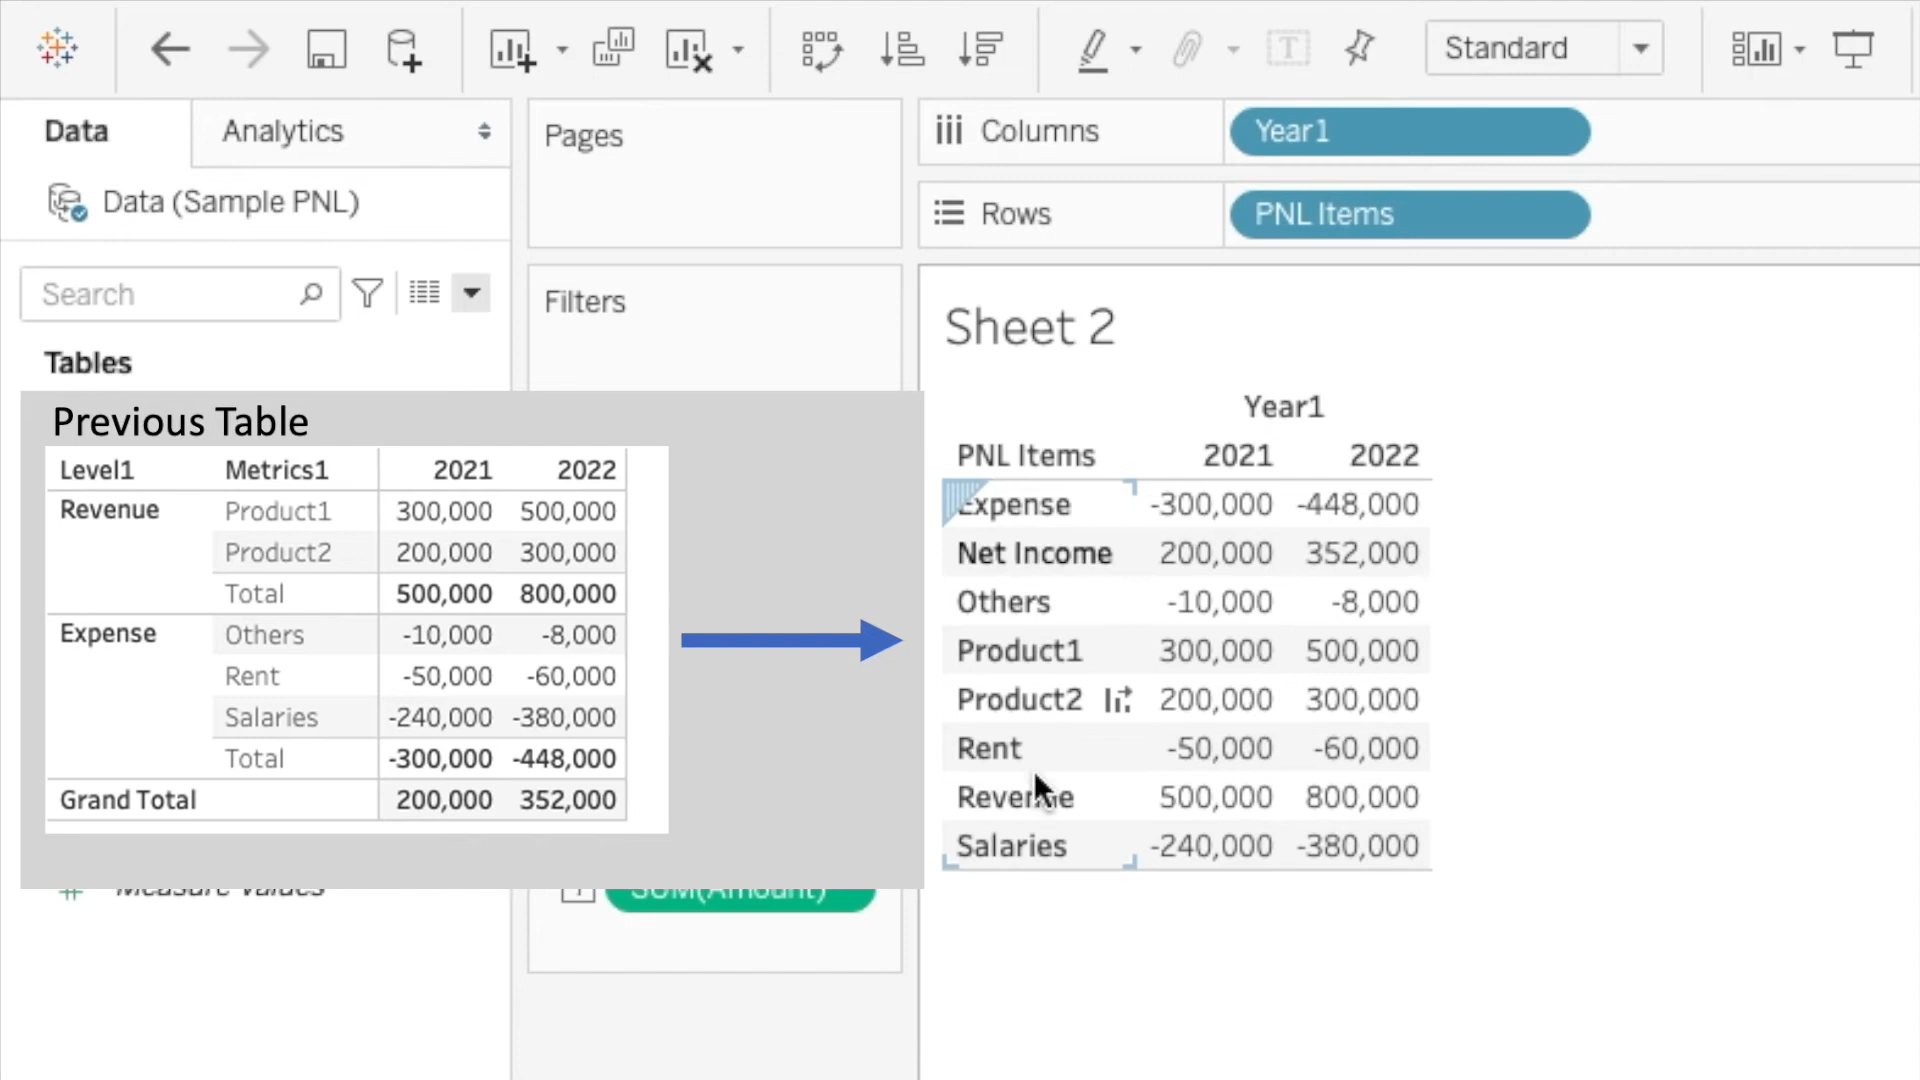 Standard
Data
Analytics
Pages
Columns
Year1
Data (Sample PNL)
Rows
PNL Items
Search
Filters
Tables
Sheet 2
Previous Table
Level1 Metrics1 2021 2022
Revenue Product1 300,000 500,000
Product2 200,000 300,000
Total 500,000 800,000
Expense Others -10,000 -8,000
Rent -50,000 -60,000
Salaries -240,000 -380,000
Total -300,000 -448,000
Grand Total 200,000 352,000
Year1
PNL Items 2021 2022
Expense -300,000 -448,000
Net Income 200,000 352,000
Others -10,000 -8,000
Product1 300,000 500,000
Product2 200,000 300,000
Rent -50,000 -60,000
Revenue 500,000 800,000
Salaries -240,000 -380,000
Measure Values
SUM(Amount)